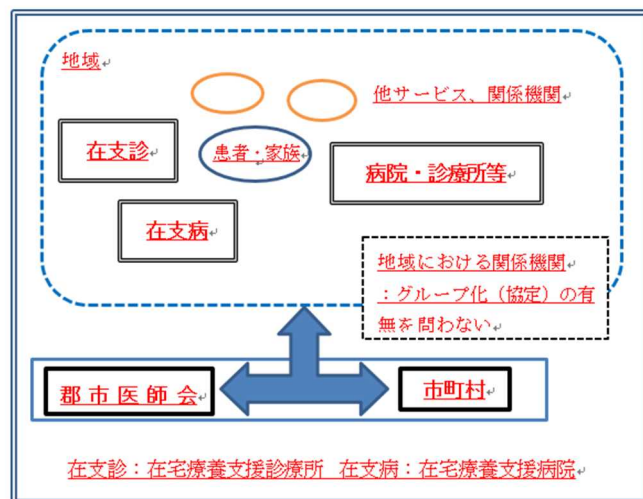 地域
他サービス、関係機関
在支診
患者・家族
病院・診療所等
在支病
地域における関係機関
：グループ化（協定）の有
無を問わない
郡市医師会
市町村
在支診：在宅療養支援診療所　在支病：在宅療養支援病院